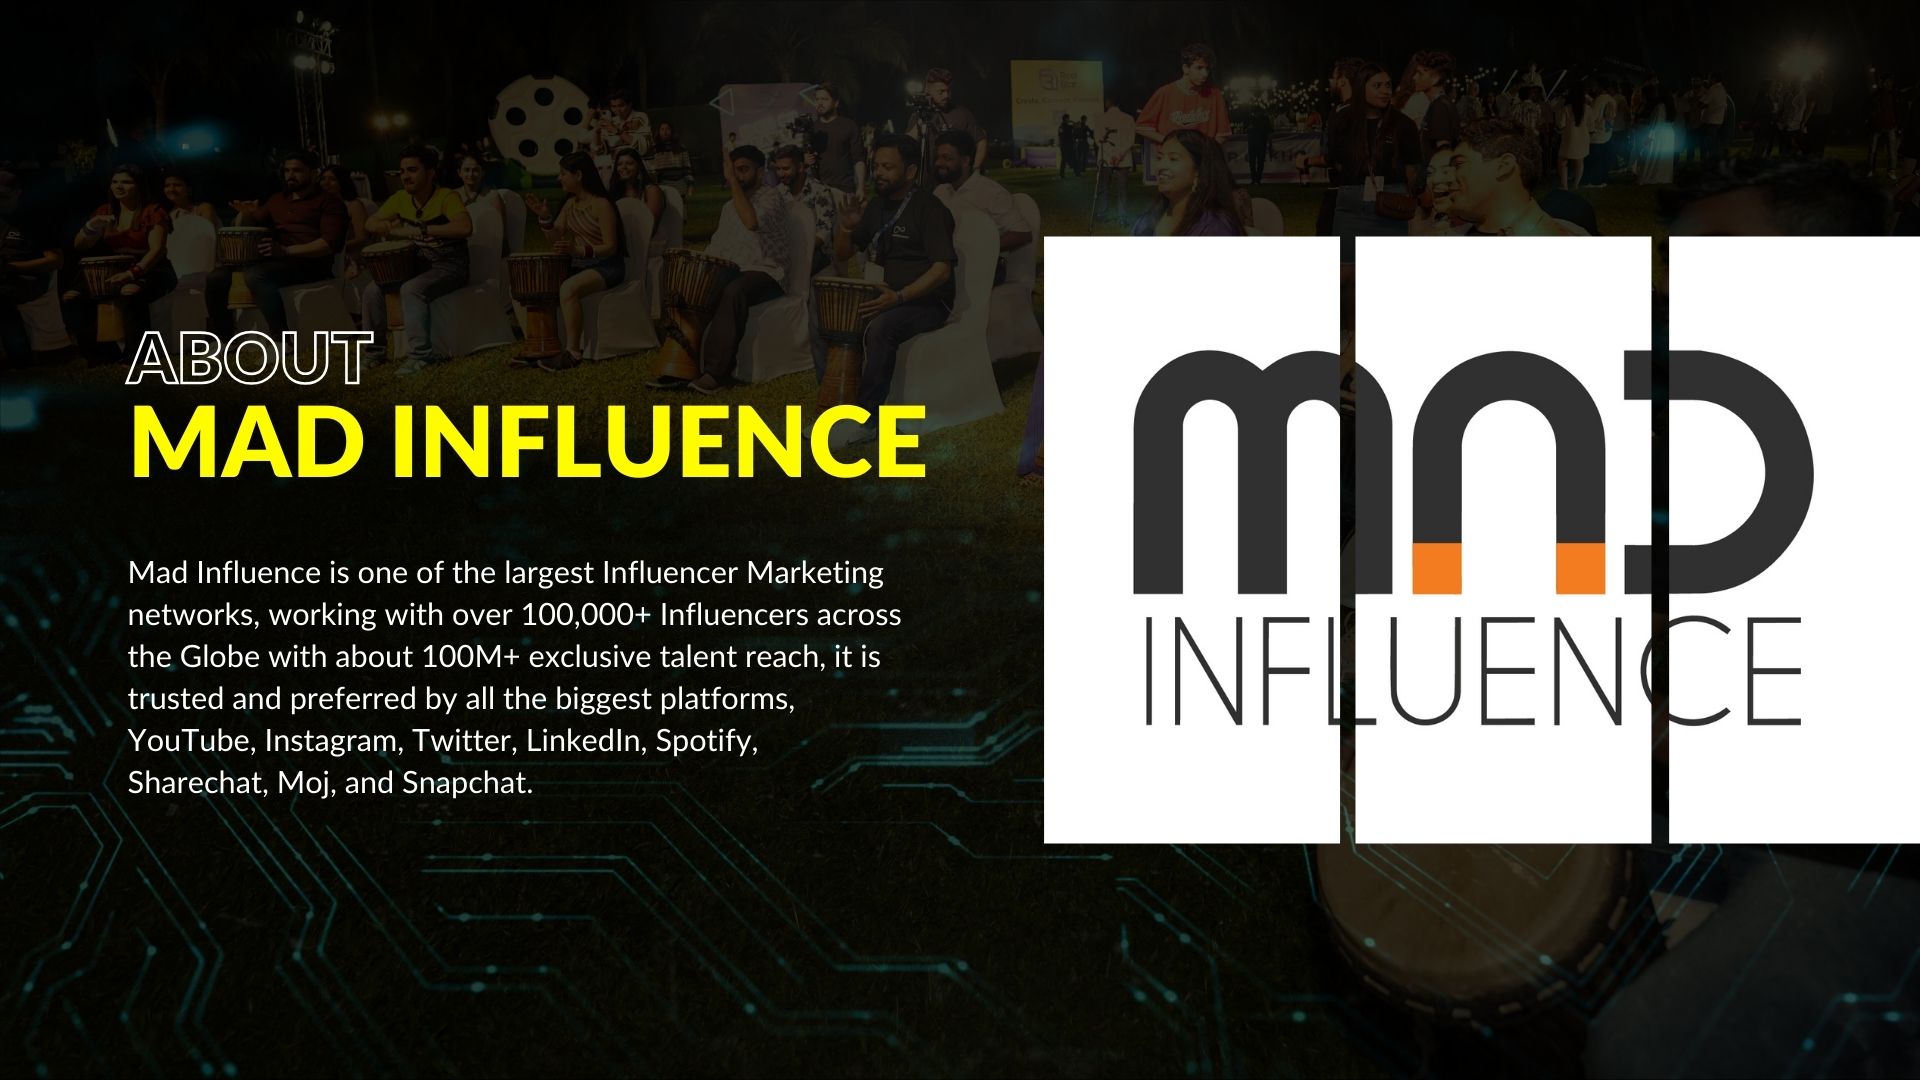 ABOUT
MAD INFLUENCE
Mad Influence is one of the largest Influencer Marketing
networks, working with over 100,000+ Influencers across
the Globe with about 100M+ exclusive talent reach, it is
trusted and preferred by all the biggest platforms,
YouTube, Instagram, Twitter, LinkedIn, Spotify,
Sharechat, Moj, and Snapchat.
MAD
INFLUENCE